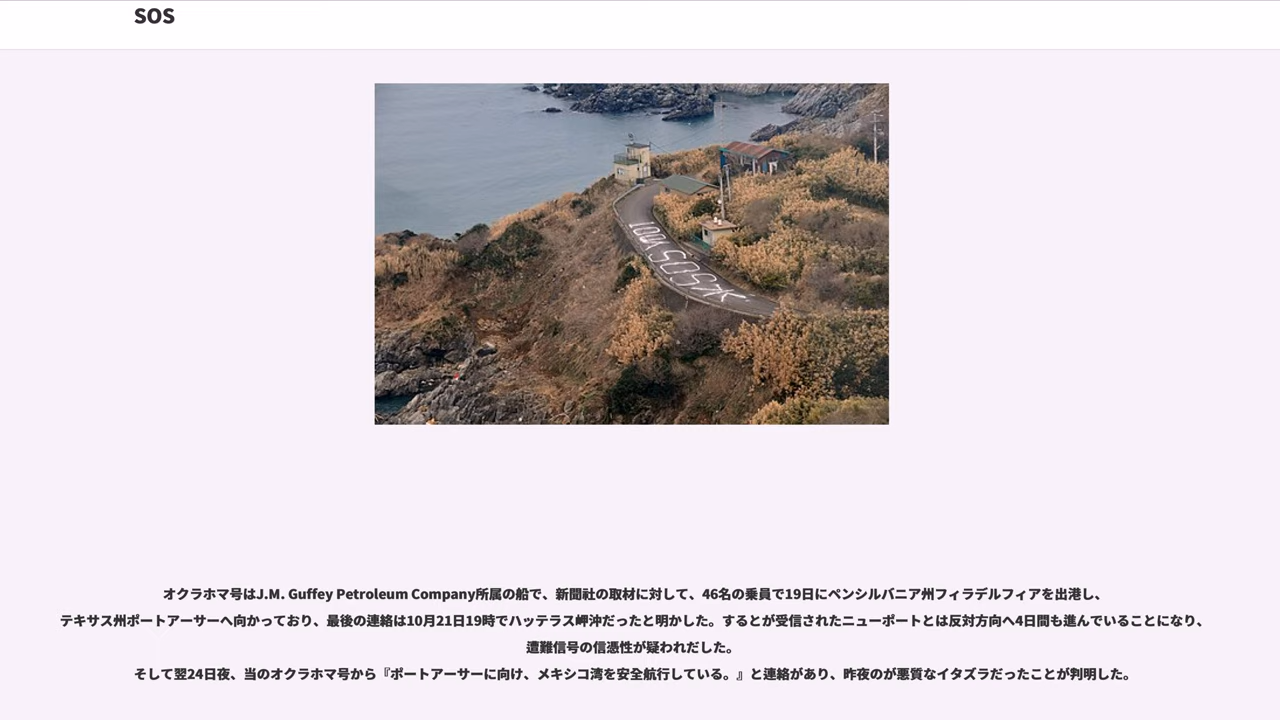 SOS
100人 SOS 水
オクラホマ号はJ.M. Guffey Petroleum Company所属の船で、新聞社の取材に対して、46名の乗員で19日にペンシルバニア州フィラデルフィアを出港し、
テキサス州ポートアーサーへ向かっており、最後の連絡は10月21日19時でハッテラス岬沖だったと明かした。するとが受信されたニューポートとは反対方向へ4日間も進んでいることになり、
遭難信号の信憑性が疑われだした。
そして翌24日夜、当のオクラホマ号から『ポートアーサーに向け、メキシコ湾を安全航行している。』と連絡があり、昨夜のが悪質なイタズラだったことが判明した。